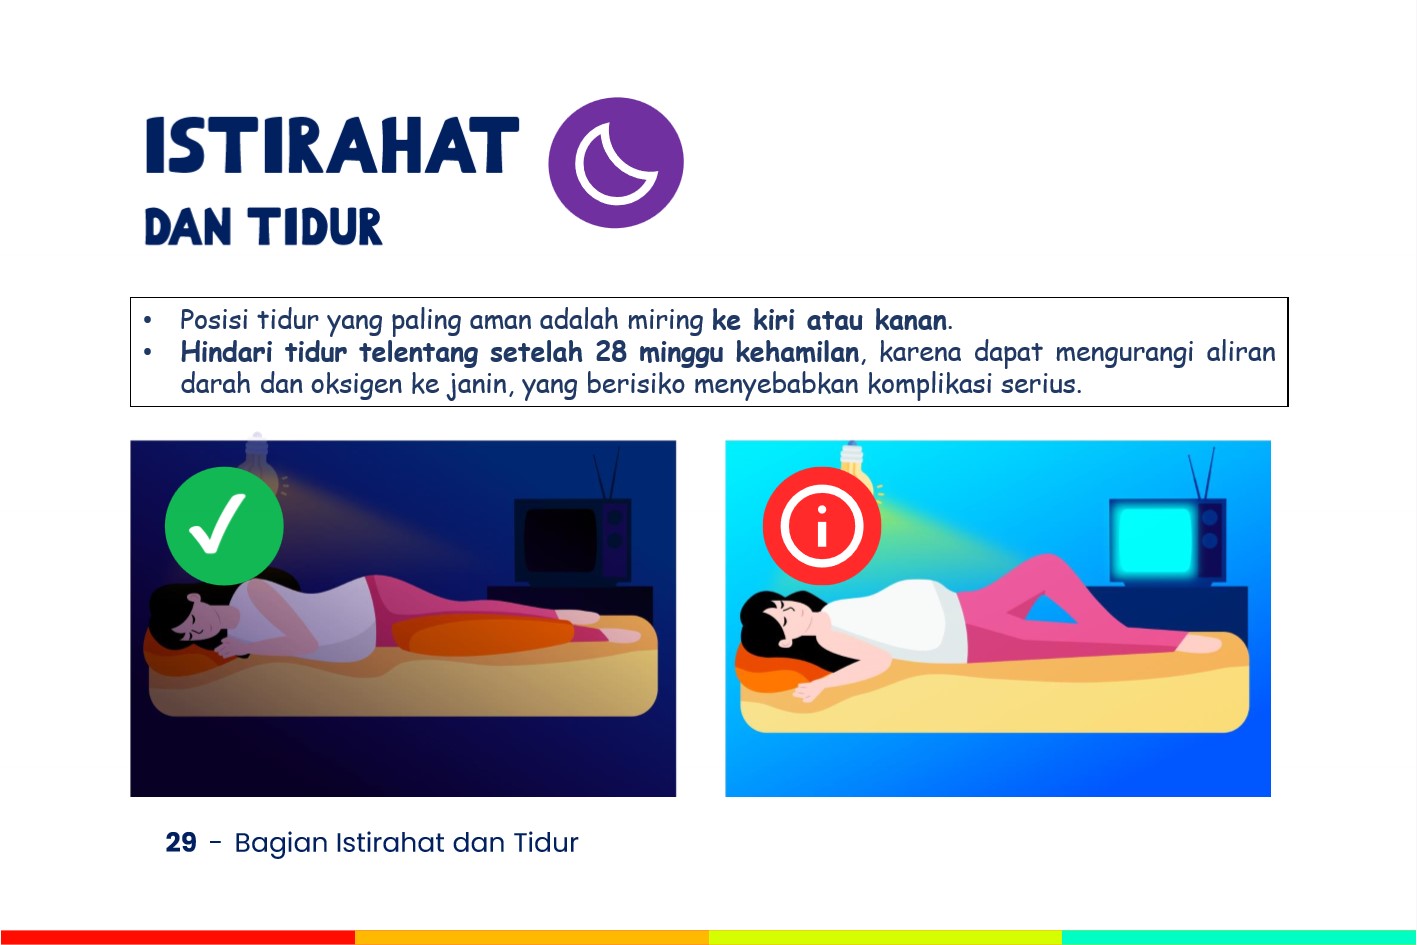 ISTIRAHAT
DAN TIDUR
• Posisi tidur yang paling aman adalah miring ke kiri atau kanan.
• Hindari tidur telentang setelah 28 minggu kehamilan, karena dapat mengurangi aliran
darah dan oksigen ke janin, yang berisiko menyebabkan komplikasi serius.
29 - Bagian Istirahat dan Tidur